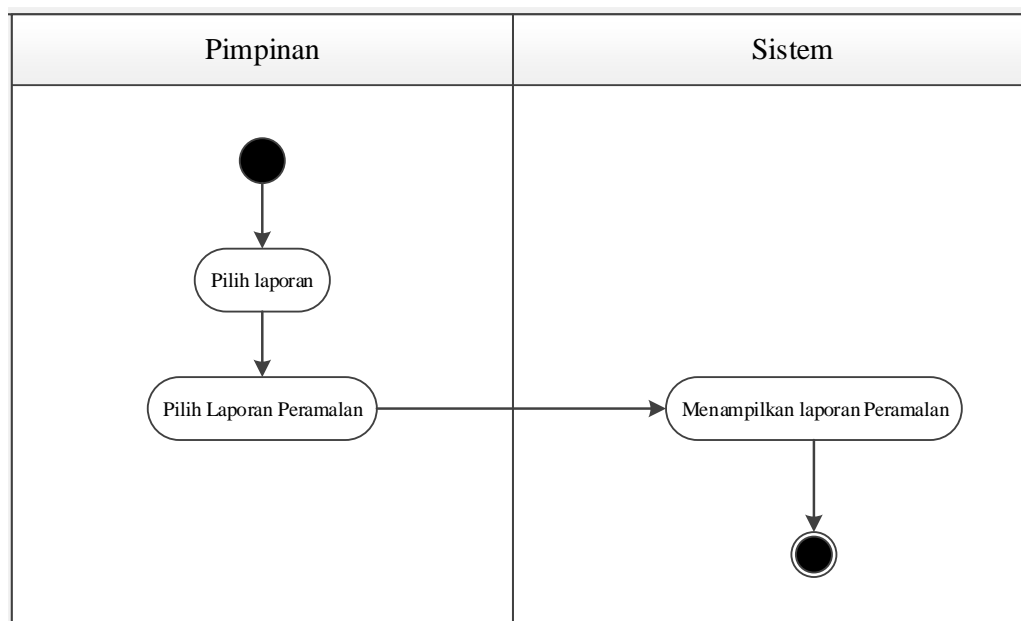 Pimpinan
Sistem
Pilih laporan
Pilih Laporan Peramalan
Menampilkan laporan Peramalan